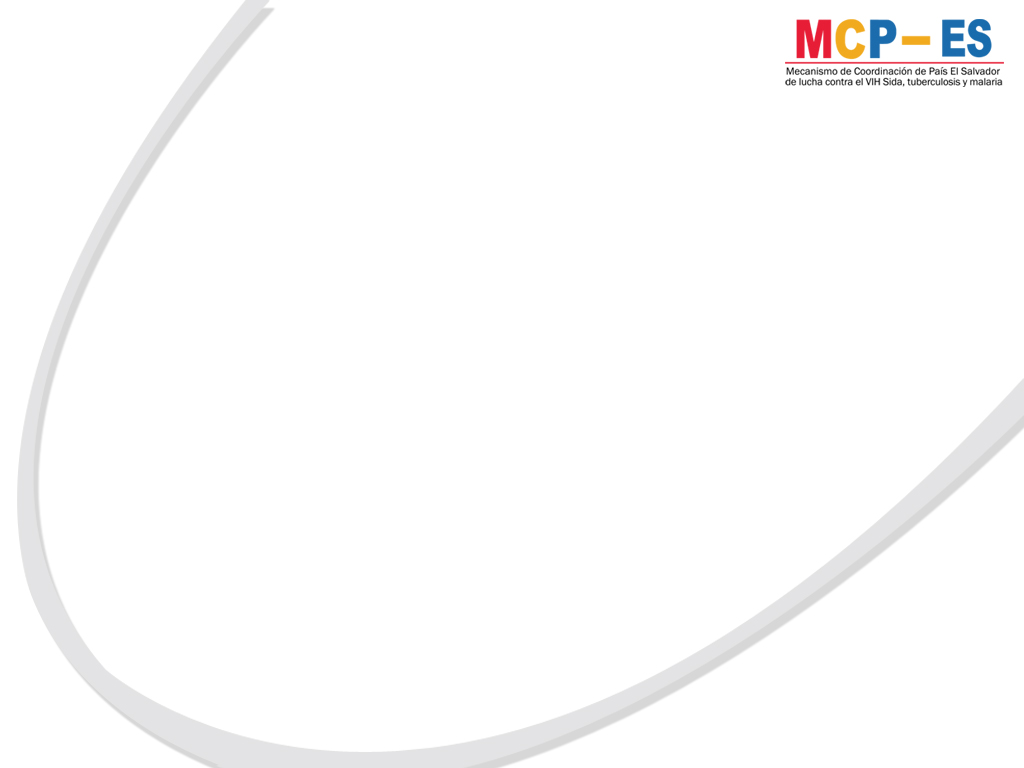 MCP–ES
Mecanismo de Coordinación de País El Salvador
de lucha contra el VIH Sida, tuberculosis y malaria